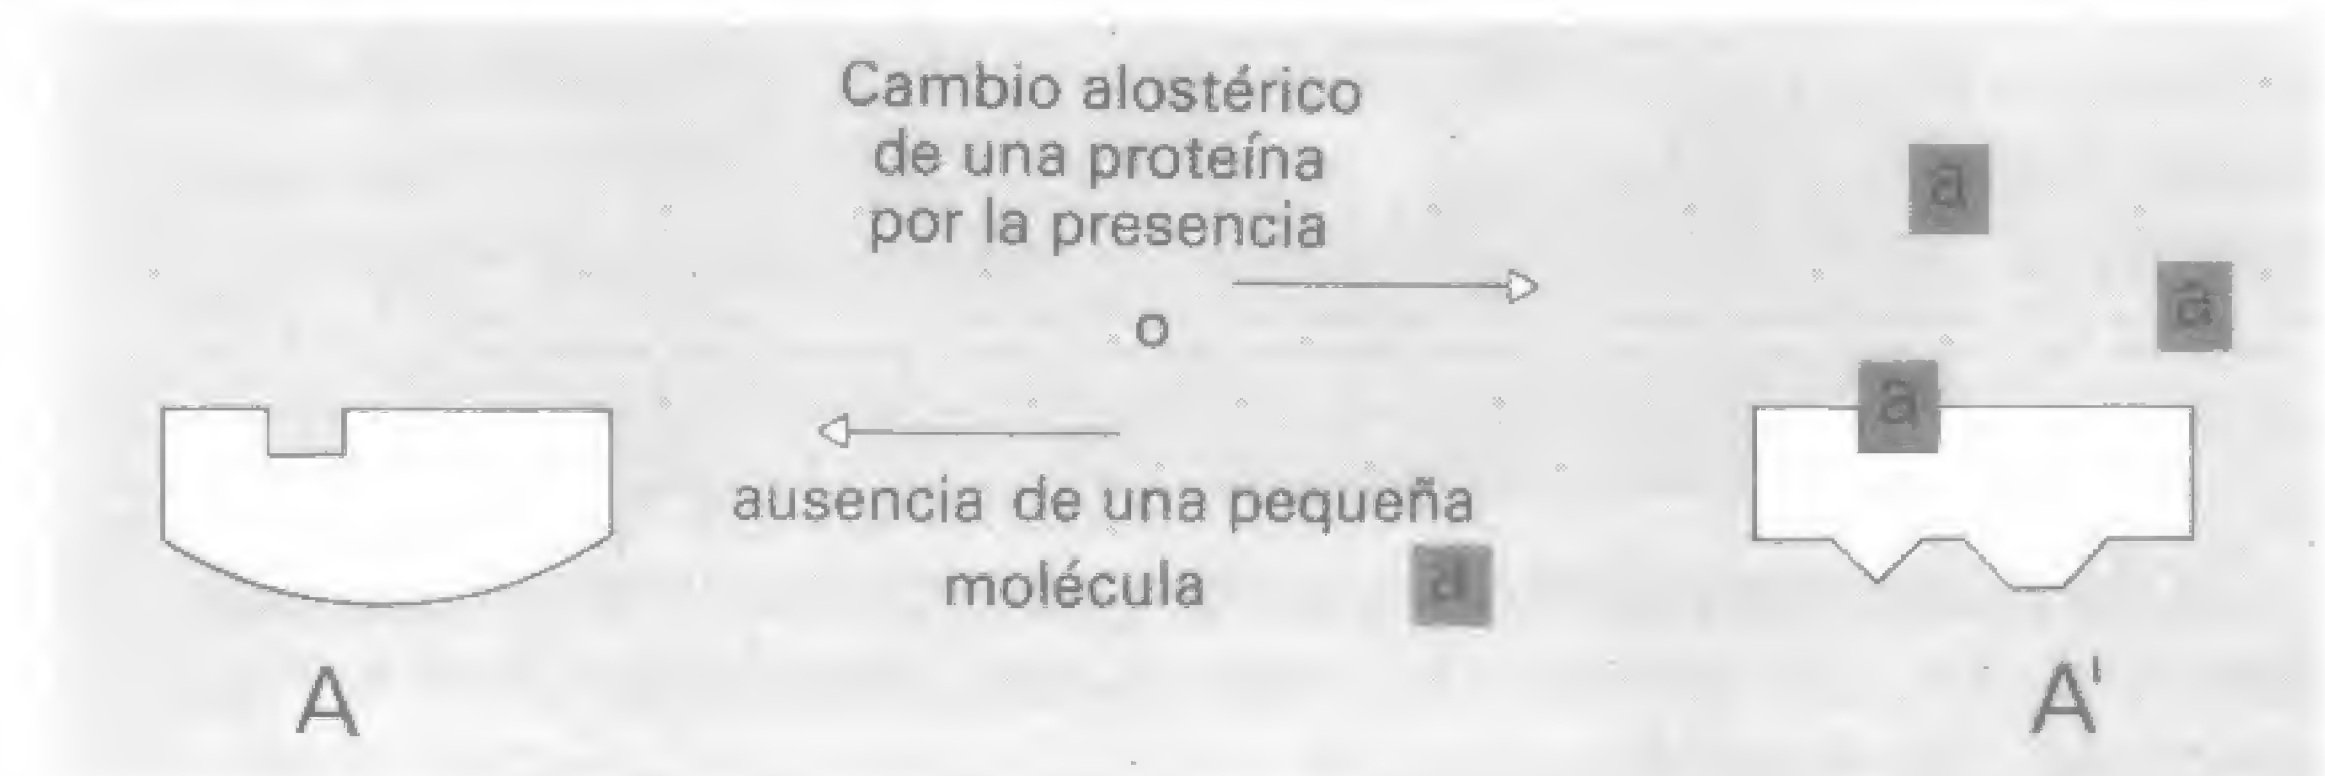 Cambio alostérico
de una proteína
por la presencia
a
a
o
a
ausencia de una pequeña
molécula a
A
A'